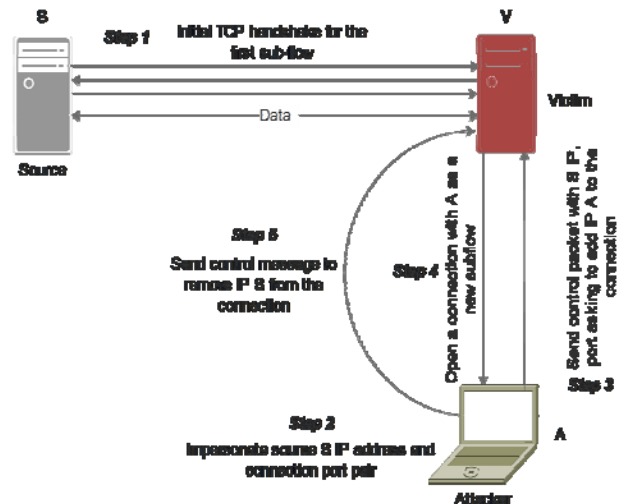 S
V
Step 1
Initial TCP handshake for the
first sub-flow
Data
Victim
Source
Step 5
Send control message to
remove IP S from the
connection
Step 4
Open a connection with A as a
new subflow
Send control packet with S IP,
port asking to add IP A to the
connection
Step 3
Step 2
Impersonate source S IP address and
connection port pair
A
Attacker